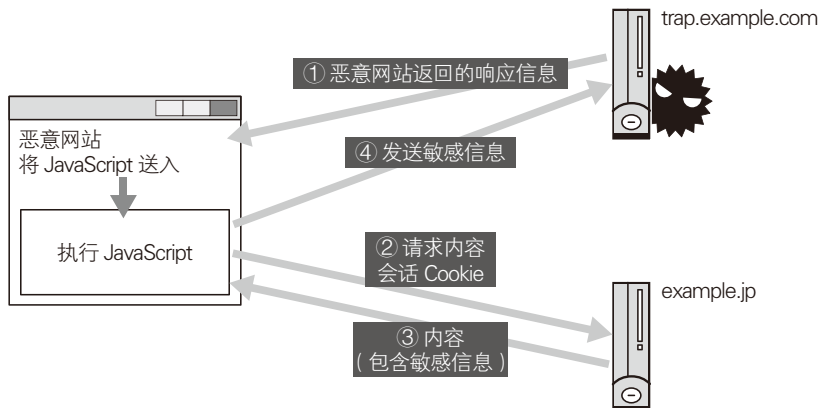 trap.example.com
① 恶意网站返回的响应信息
恶意网站
将 JavaScript 送入
④ 发送敏感信息
执行 JavaScript
② 请求内容
会话 Cookie
example.jp
③ 内容
( 包含敏感信息 )